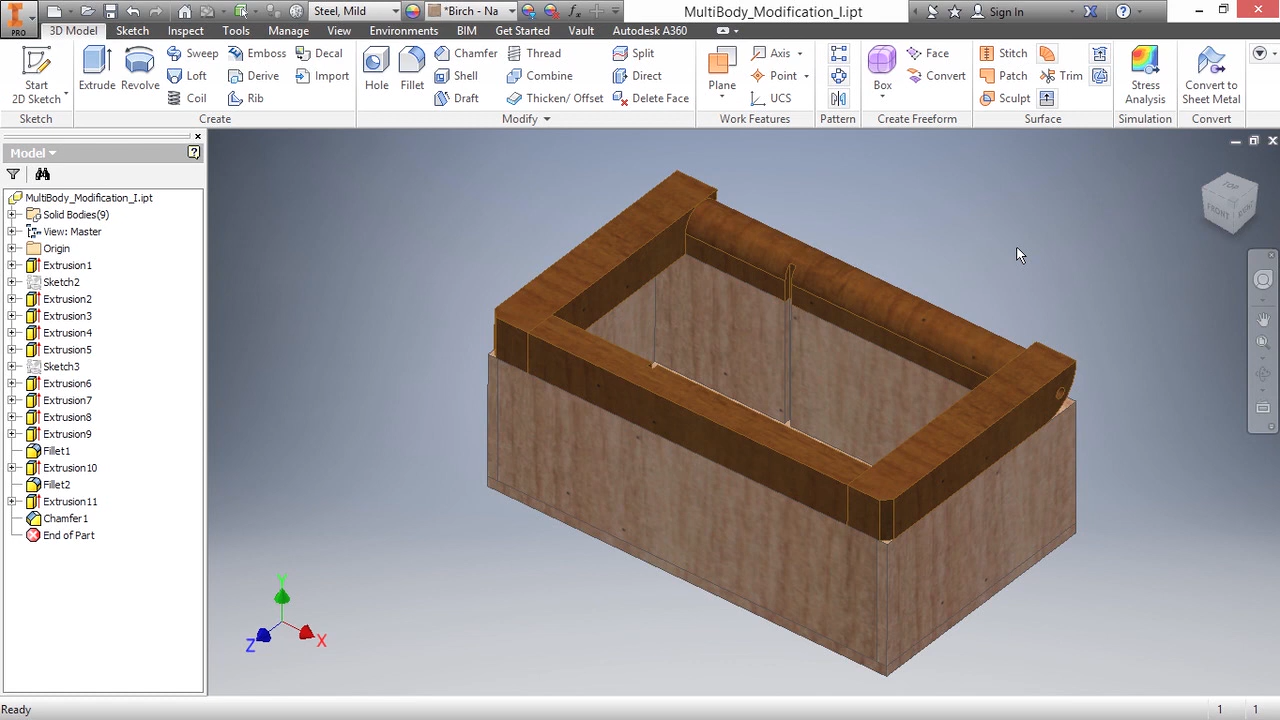 Steel, Mild
*Birch - Na
MultiBody_Modification_I.ipt
Sign In
PRO
3D Model Sketch Inspect Tools Manage View Environments BIM Get Started Vault Autodesk A360
Start
2D Sketch
Extrude
Revolve
Sweep
Loft
Coil
Emboss
Derive
Rib
Decal
Import
Hole
Fillet
Chamfer
Shell
Draft
Thread
Combine
Thicken/ Offset
Split
Direct
Delete Face
Plane
Axis
Point
UCS
Box
Face
Convert
Stitch
Patch
Sculpt
Trim
Stress
Analysis
Convert to
Sheet Metal
Sketch Create Modify Work Features Pattern Create Freeform Surface Simulation Convert
Model
MultiBody_Modification_I.ipt
Solid Bodies(9)
View: Master
Origin
Extrusion1
Sketch2
Extrusion2
Extrusion3
Extrusion4
Extrusion5
Sketch3
Extrusion6
Extrusion7
Extrusion8
Extrusion9
Fillet1
Extrusion10
Fillet2
Extrusion11
Chamfer1
End of Part
TOP
FRONT
RIGHT
Y
Z
X
Ready
1 1